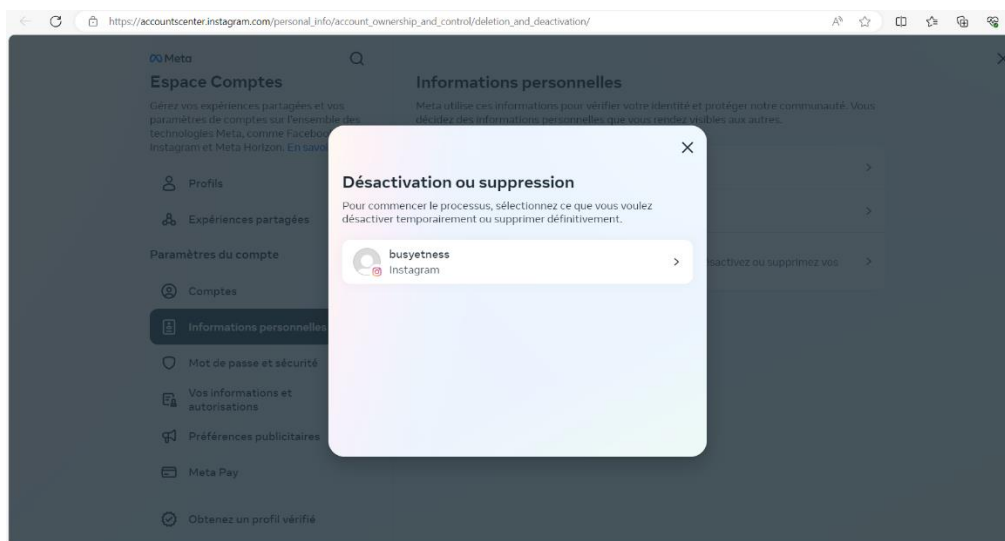 https://accountscenter.instagram.com/personal_info/account_ownership_and_control/deletion_and_deactivation/
Meta
Espace Comptes
Gérez vos expériences partagées et vos
paramètres de comptes sur l'ensemble des
technologies Meta, comme Facebook
Instagram et Meta Horizon. En savoi
Profils
Expériences partagées
Paramètres du compte
Comptes
Informations personnelles
Mot de passe et sécurité
Vos informations et
autorisations
Préférences publicitaires
Meta Pay
Obtenez un profil vérifié
Informations personnelles
Meta utilise ces informations pour vérifier votre identité et protéger notre communauté. Vous
décidez des informations personnelles que vous rendez visibles aux autres.
Désactivation ou suppression
Pour commencer le processus, sélectionnez ce que vous voulez
désactiver temporairement ou supprimer définitivement.
busyetness
Instagram
sactivez ou supprimez vos